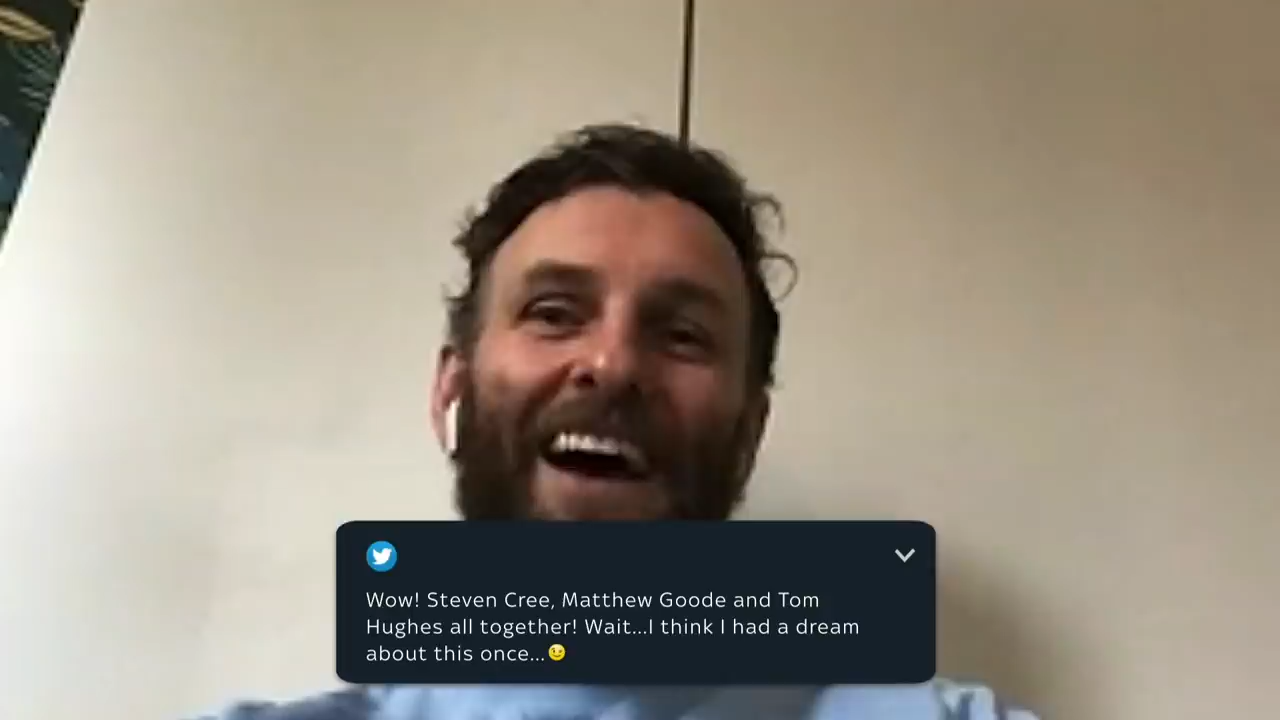 Wow! Steven Cree, Matthew Goode and Tom
Hughes all together! Wait...I think I had a dream
about this once...😉